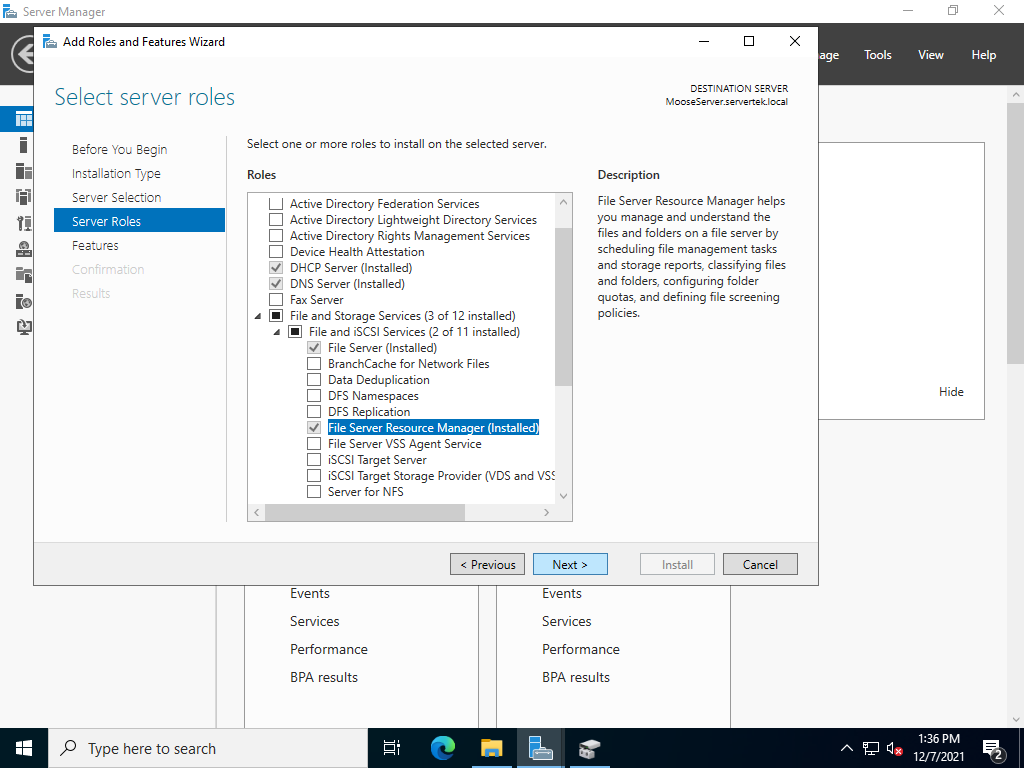 Server Manager
Add Roles and Features Wizard
age
Tools
View
Help
Select server roles
DESTINATION SERVER
MooseServer.servertek.local
Before You Begin
Installation Type
Server Selection
Server Roles
Features
Confirmation
Results
Select one or more roles to install on the selected server.
Roles
Active Directory Federation Services
Active Directory Lightweight Directory Services
Active Directory Rights Management Services
Device Health Attestation
DHCP Server (Installed)
DNS Server (Installed)
Fax Server
File and Storage Services (3 of 12 installed)
File and iSCSI Services (2 of 11 installed)
File Server (Installed)
BranchCache for Network Files
Data Deduplication
DFS Namespaces
DFS Replication
File Server Resource Manager (Installed)
File Server VSS Agent Service
iSCSI Target Server
iSCSI Target Storage Provider (VDS and VSS
Server for NFS
Description
File Server Resource Manager helps
you manage and understand the
files and folders on a file server by
scheduling file management tasks
and storage reports, classifying files
and folders, configuring folder
quotas, and defining file screening
policies.
Hide
< Previous
Next >
Install
Cancel
Events
Services
Performance
BPA results
Events
Services
Performance
BPA results
Type here to search
1:36 PM
12/7/2021
2